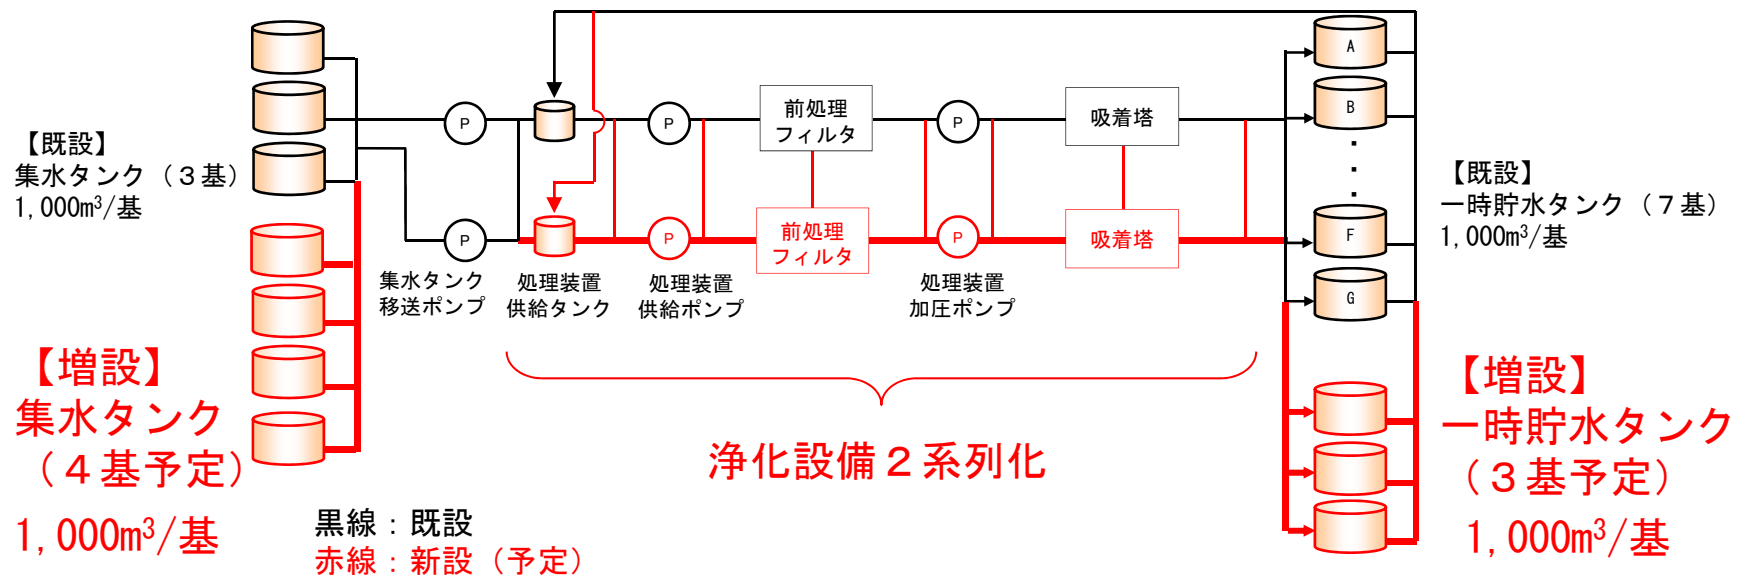 【既設】
集水タンク（３基）
1,000m³/基
【増設】
集水タンク
（４基予定）
1,000m³/基
P
P
集水タンク
移送ポンプ
処理装置
供給タンク
P
P
処理装置
供給ポンプ
前処理
フィルタ
前処理
フィルタ
P
P
処理装置
加圧ポンプ
吸着塔
吸着塔
浄化設備２系列化
A
B
F
G
【既設】
一時貯水タンク（７基）
1,000m³/基
【増設】
一時貯水タンク
（３基予定）
1,000m³/基
黒線：既設
赤線：新設（予定）